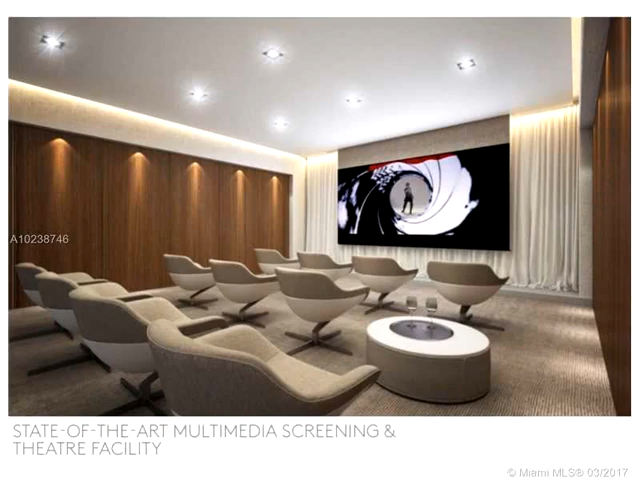 A10238746
STATE-OF-THE-ART MULTIMEDIA SCREENING &
THEATRE FACILITY
© Miami MLS® 03/2017